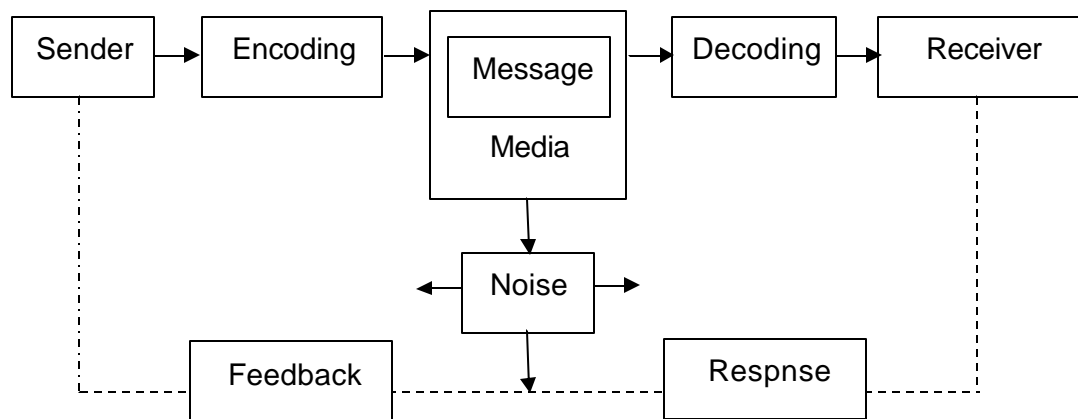 Sender
Encoding
Message
Media
Decoding
Receiver
Noise
Feedback
Respnse